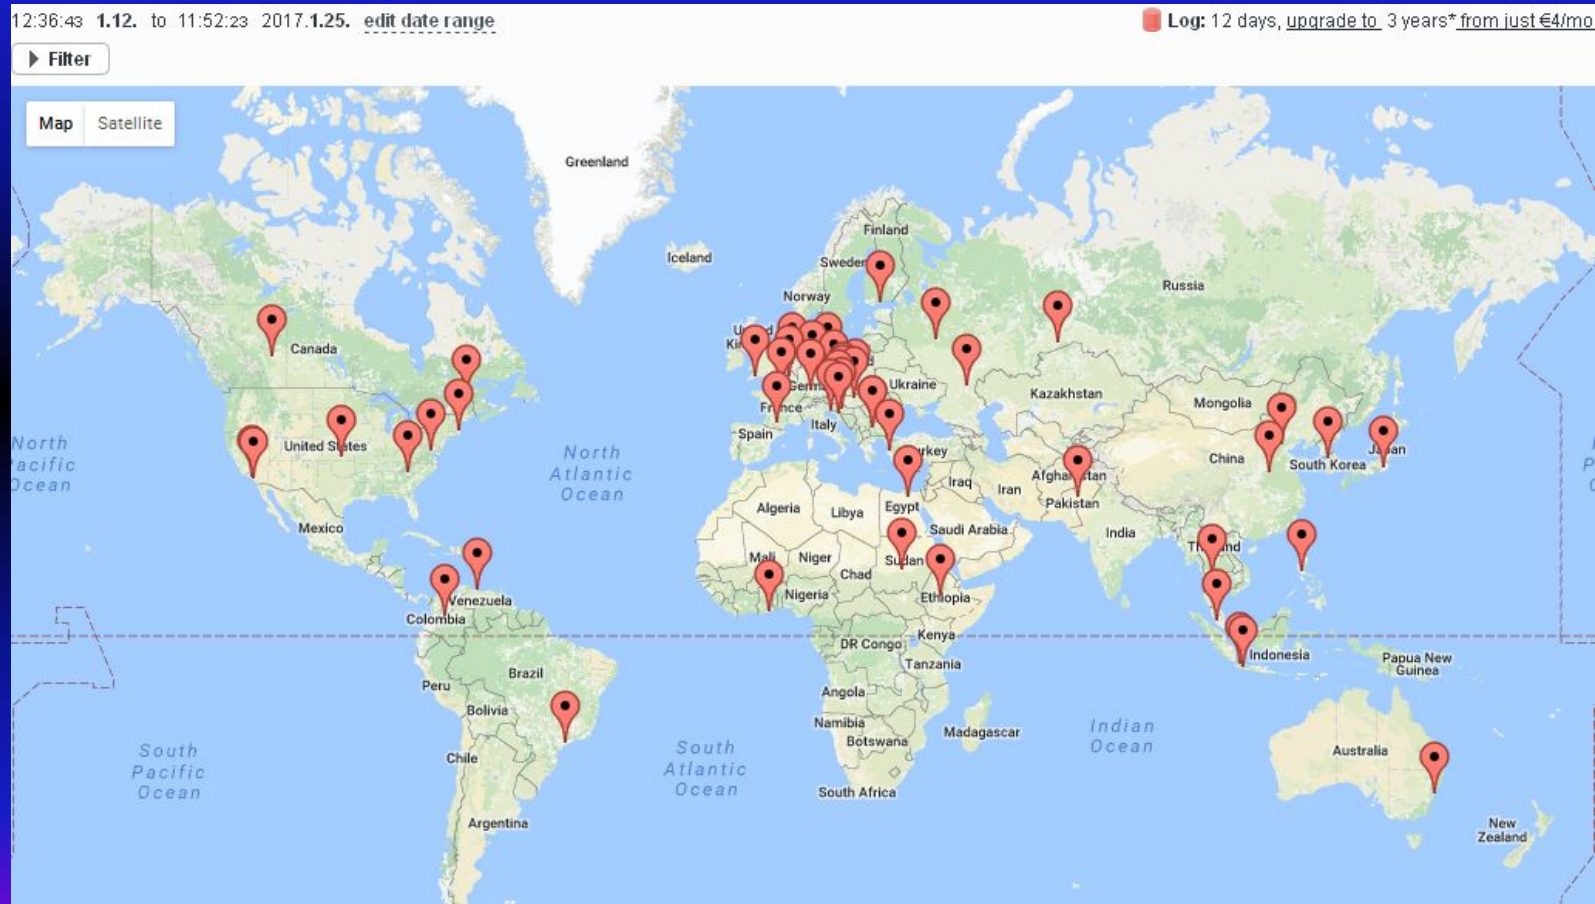 12:36:43 1.12. to 11:52:23 2017.1.25. edit date range
Log: 12 days, upgrade to 3 years* from just €4/mo
Filter
Map Satellite
Greenland
Finland
Iceland
Sweden
Russia
Norway
Canada
Ukraine
Kazakhstan
Mongolia
France
Italy
Spain
United States
North
Atlantic
Ocean
North
acific
Ocean
China
South Korea
Japan
Iraq
Iran
Afghanistan
Pakistan
Algeria
Libya
Egypt
Saudi Arabia
India
Thailand
Mexico
Mali
Niger
Chad
Sudan
Nigeria
Ethiopia
Venezuela
Colombia
DR Congo
Kenya
Tanzania
Indonesia
Papua New
Guinea
Brazil
Peru
Bolivia
Angola
Namibia
Botswana
Madagascar
Indian
Ocean
Australia
South
Pacific
Ocean
Chile
South
Atlantic
Ocean
South Africa
Argentina
New
Zealand